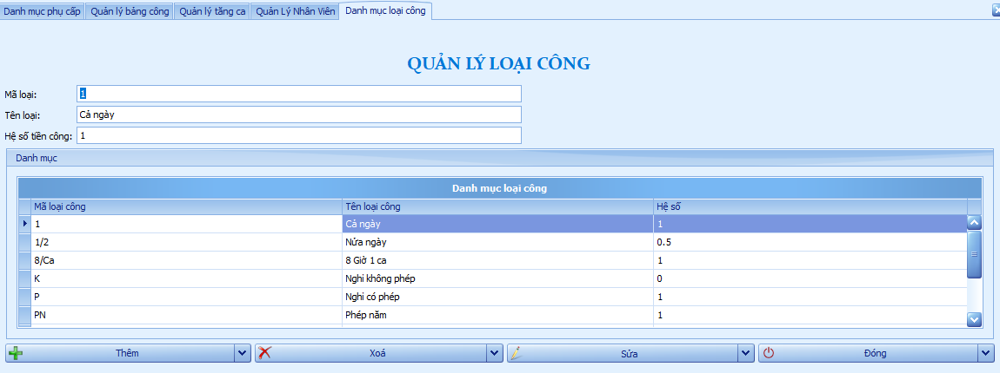 Danh mục phụ cấp Quản lý bảng công Quản lý tăng ca Quản Lý Nhân Viên Danh mục loại công
QUẢN LÝ LOẠI CÔNG
Mã loại: 1
Tên loại: Cả ngày
Hệ số tiền công: 1
Danh mục
Danh mục loại công
Mã loại công Tên loại công Hệ số
1 Cả ngày 1
1/2 Nửa ngày 0.5
8/Ca 8 Giờ 1 ca 1
K Nghỉ không phép 0
P Nghỉ có phép 1
PN Phép năm 1
Thêm Xoá Sửa Đóng